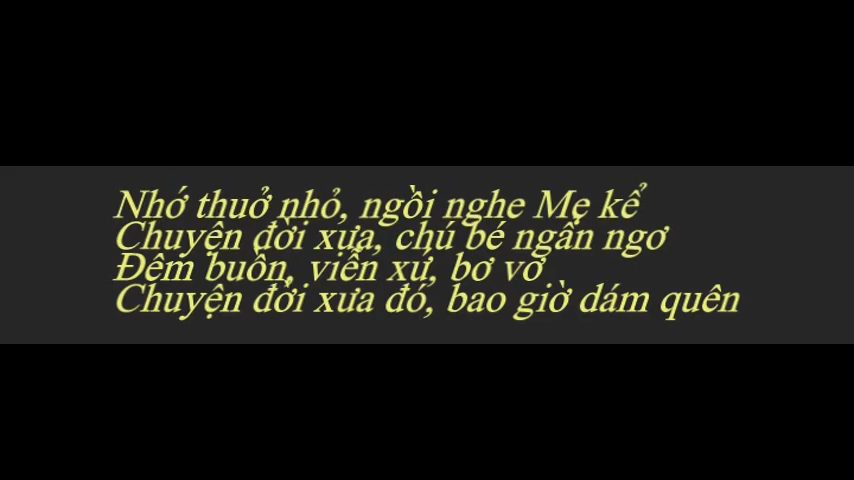 Nhớ thuở nhỏ, ngồi nghe Mẹ kể
Chuyện đời xưa, chú bé ngẩn ngơ
Đêm buồn, viễn xứ, bơ vơ
Chuyện đời xưa đó, bao giờ dám quên